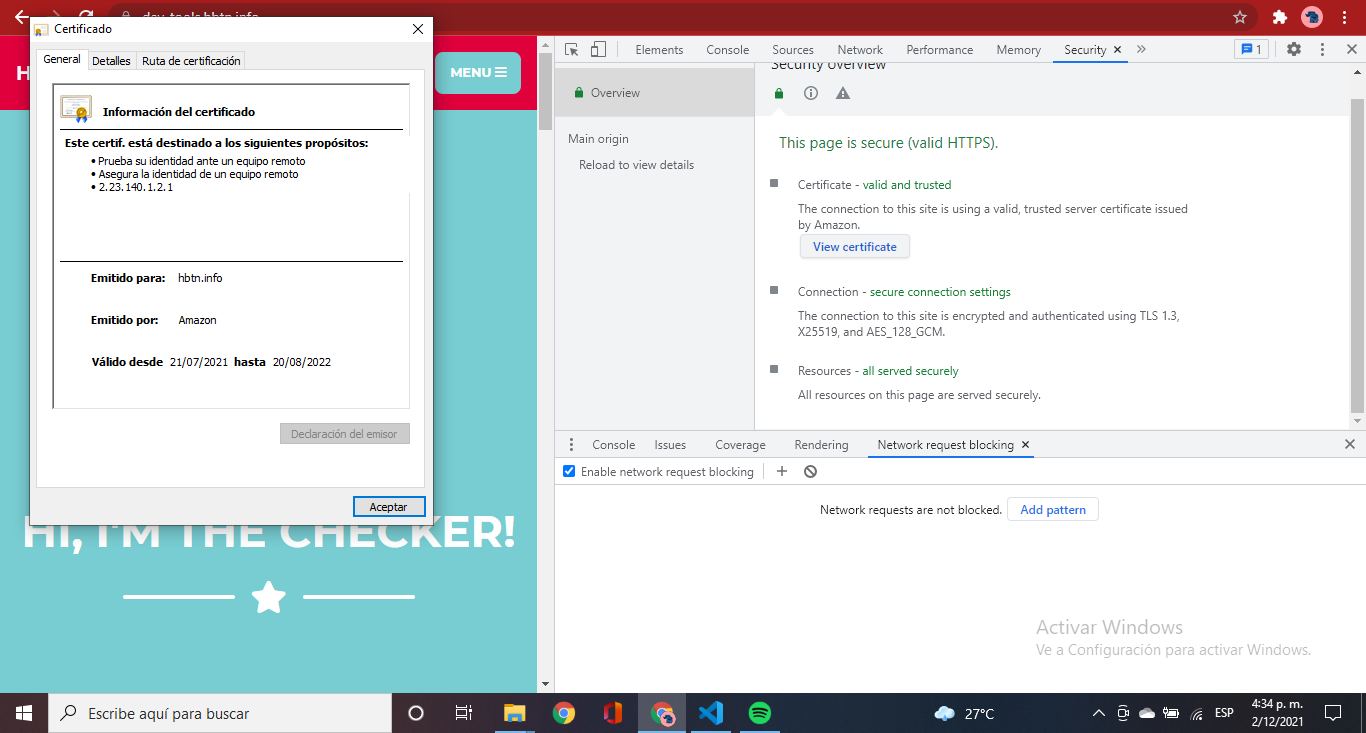 Certificado
General Detalles Ruta de certificación
Información del certificado
Este certif. está destinado a los siguientes propósitos:
• Prueba su identidad ante un equipo remoto
• Asegura la identidad de un equipo remoto
• 2.23.140.1.2.1
Emitido para: hbtn.info
Emitido por: Amazon
Válido desde 21/07/2021 hasta 20/08/2022
Declaración del emisor
Aceptar
H
MENU
HI, I'M THE CHECKER!
Elements Console Sources Network Performance Memory Security × » 1
Security overview
Overview
Main origin
Reload to view details
This page is secure (valid HTTPS).
Certificate - valid and trusted
The connection to this site is using a valid, trusted server certificate issued
by Amazon.
View certificate
Connection - secure connection settings
The connection to this site is encrypted and authenticated using TLS 1.3,
X25519, and AES_128_GCM.
Resources - all served securely
All resources on this page are served securely.
Console Issues Coverage Rendering Network request blocking ×
Enable network request blocking
Network requests are not blocked. Add pattern
Activar Windows
Ve a Configuración para activar Windows.
Escribe aquí para buscar
27°C
ESP
4:34 p. m.
2/12/2021